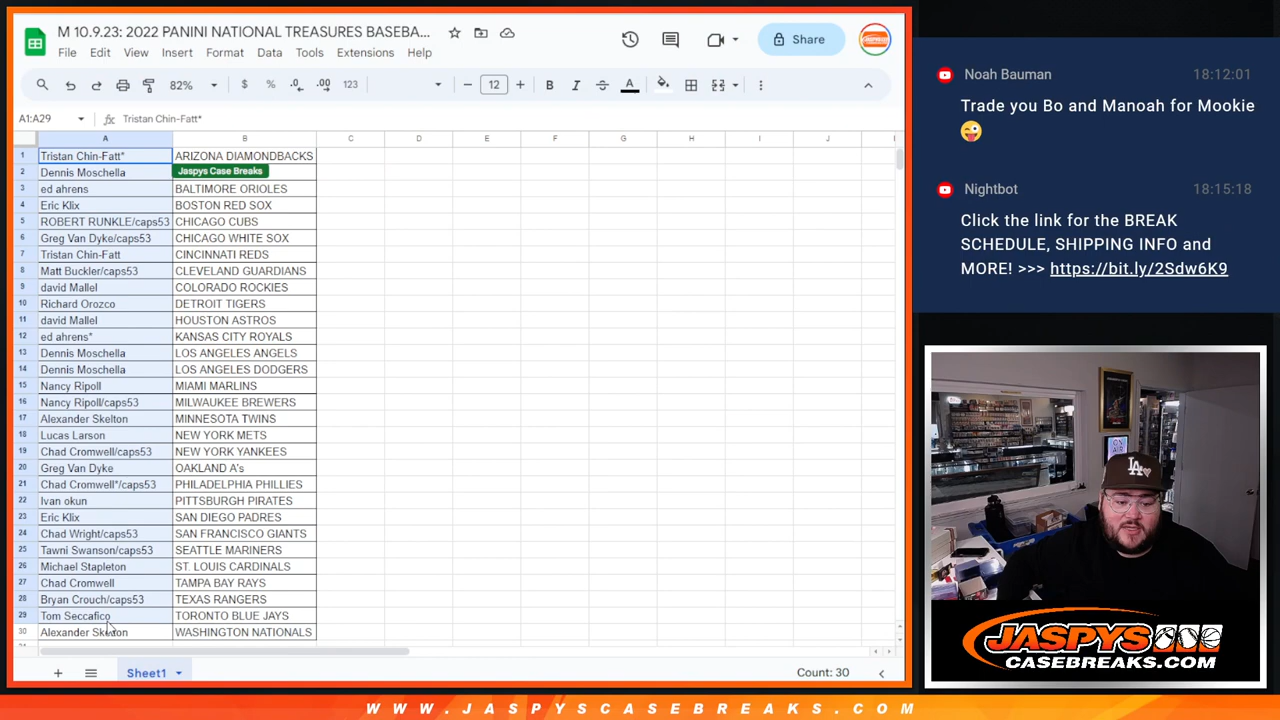 M 10.9.23: 2022 PANINI NATIONAL TREASURES BASEBA...
File Edit View Insert Format Data Tools Extensions Help
Share
82% $ % .0 .00 123 12 B I A
A1:A29 fx Tristan Chin-Fatt*
A B C D E F G H I J
1 Tristan Chin-Fatt* ARIZONA DIAMONDBACKS
2 Dennis Moschella Jaspys Case Breaks
3 ed ahrens BALTIMORE ORIOLES
4 Eric Klix BOSTON RED SOX
5 ROBERT RUNKLE/caps53 CHICAGO CUBS
6 Greg Van Dyke/caps53 CHICAGO WHITE SOX
7 Tristan Chin-Fatt CINCINNATI REDS
8 Matt Buckler/caps53 CLEVELAND GUARDIANS
9 david Mallel COLORADO ROCKIES
10 Richard Orozco DETROIT TIGERS
11 david Mallel HOUSTON ASTROS
12 ed ahrens* KANSAS CITY ROYALS
13 Dennis Moschella LOS ANGELES ANGELS
14 Dennis Moschella LOS ANGELES DODGERS
15 Nancy Ripoll MIAMI MARLINS
16 Nancy Ripoll/caps53 MILWAUKEE BREWERS
17 Alexander Skelton MINNESOTA TWINS
18 Lucas Larson NEW YORK METS
19 Chad Cromwell/caps53 NEW YORK YANKEES
20 Greg Van Dyke OAKLAND A's
21 Chad Cromwell*/caps53 PHILADELPHIA PHILLIES
22 Ivan okun PITTSBURGH PIRATES
23 Eric Klix SAN DIEGO PADRES
24 Chad Wright/caps53 SAN FRANCISCO GIANTS
25 Tawni Swanson/caps53 SEATTLE MARINERS
26 Michael Stapleton ST. LOUIS CARDINALS
27 Chad Cromwell TAMPA BAY RAYS
28 Bryan Crouch/caps53 TEXAS RANGERS
29 Tom Seccafico TORONTO BLUE JAYS
30 Alexander Skelton WASHINGTON NATIONALS
Sheet1 Count: 30
Noah Bauman 18:12:01
Trade you Bo and Manoah for Mookie
😜
Nightbot 18:15:18
Click the link for the BREAK
SCHEDULE, SHIPPING INFO and
MORE! >>> https://bit.ly/2Sdw6K9
LA
JASPYS
CASEBREAKS.COM
WWW.JASPYSCASEBREAKS.COM